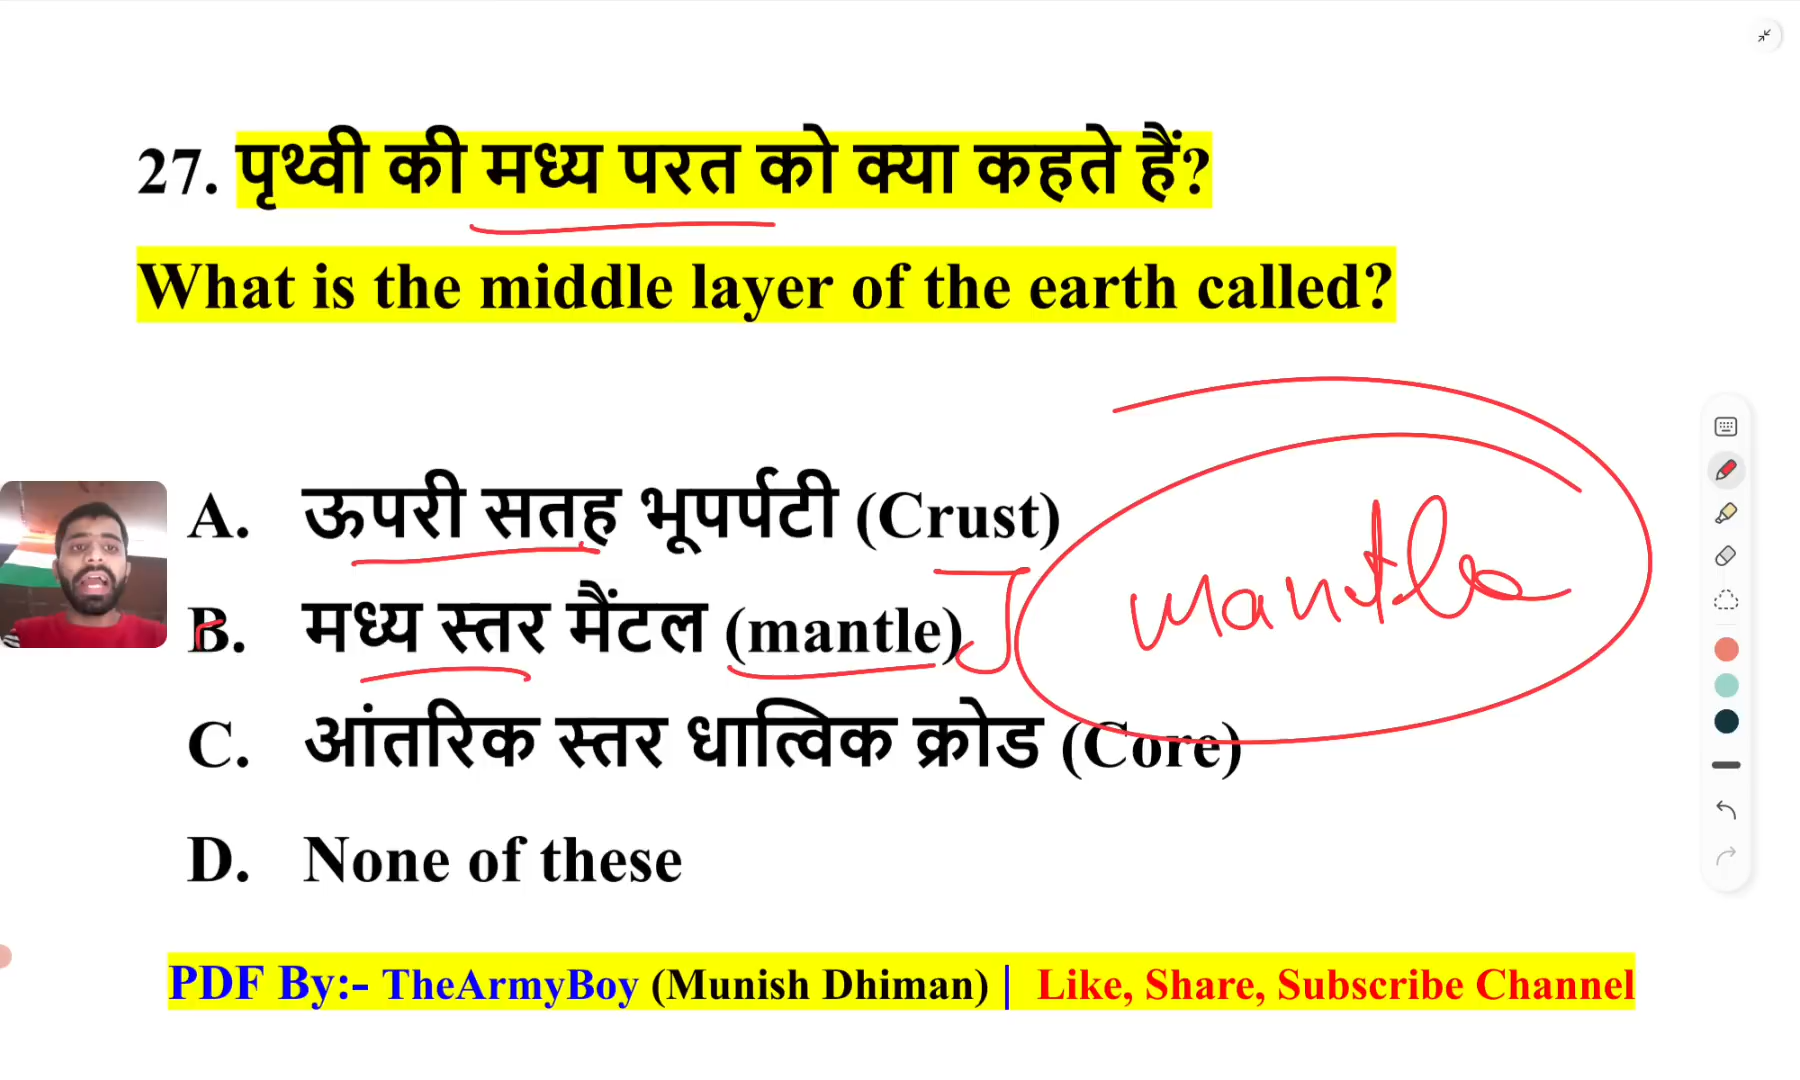 27. पृथ्वी की मध्य परत को क्या कहते हैं?
What is the middle layer of the earth called?
A. ऊपरी सतह भूपर्पटी (Crust)
B. मध्य स्तर मैंटल (mantle)
mantle
C. आंतरिक स्तर धात्विक क्रोड (Core)
D. None of these
PDF By:- TheArmyBoy (Munish Dhiman) | Like, Share, Subscribe Channel